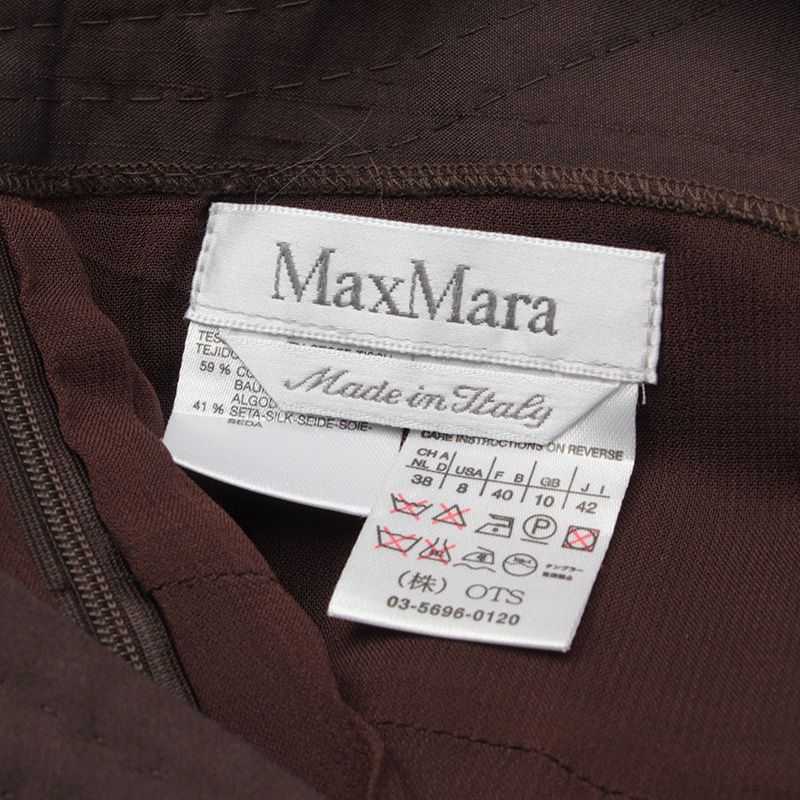 MaxMara
Made in Italy
TEJIDO
59 %
BAU
ALGOD
41 % SETA-SILK-SEIDE-SOIE-
SEDA
CARE INSTRUCTIONS ON REVERSE
CH A
NL D USA F B GB J I
38 8 40 10 42
P
(株) OTS
03-5696-0120